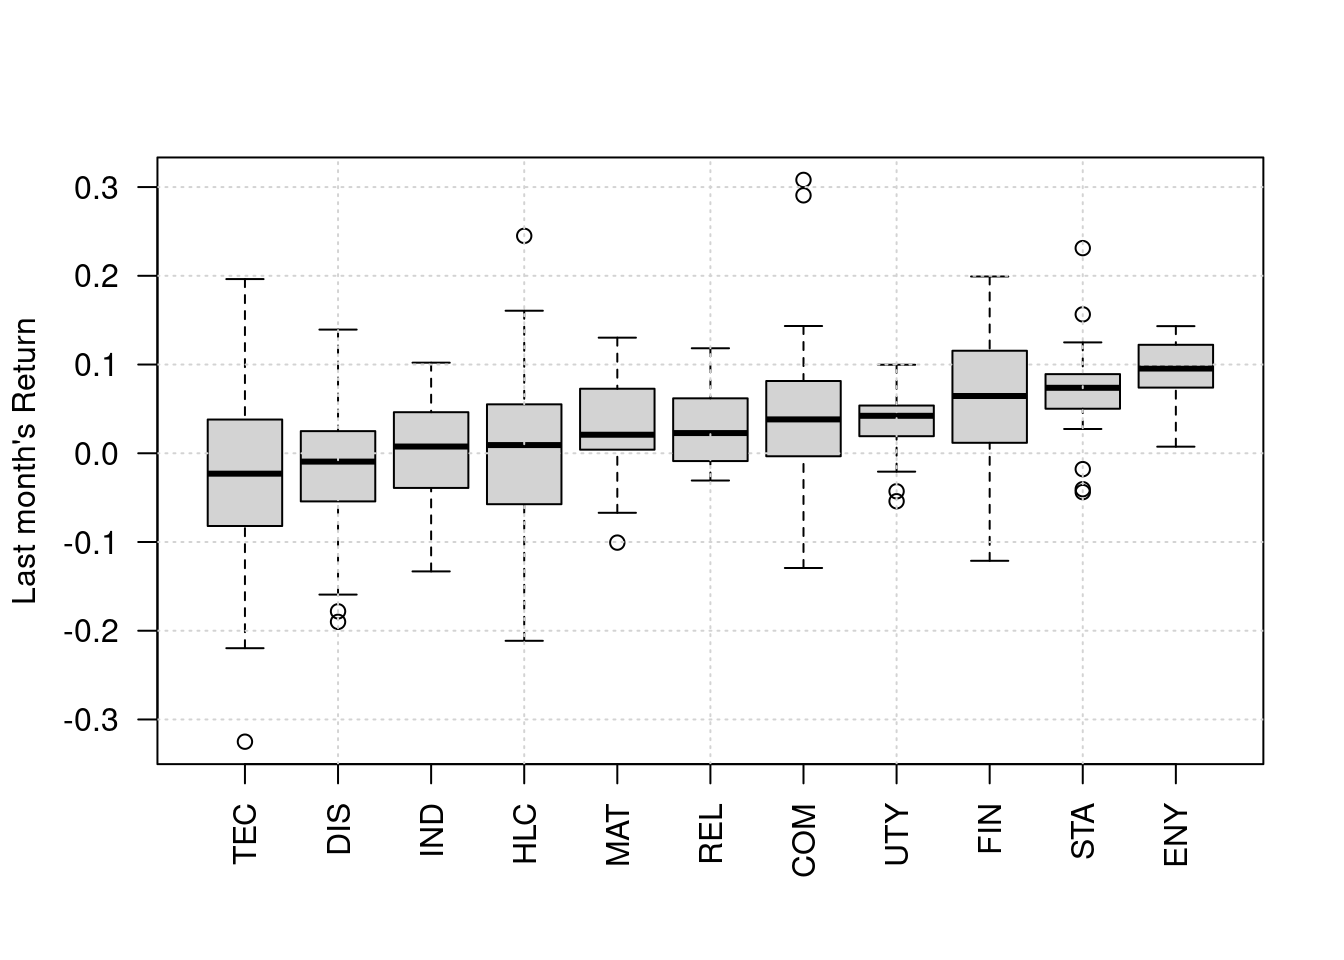 Last month's Return
0.3
0.2
0.1
0.0
-0.1
-0.2
-0.3
TEC
DIS
IND
HLC
MAT
REL
COM
UTY
FIN
STA
ENY